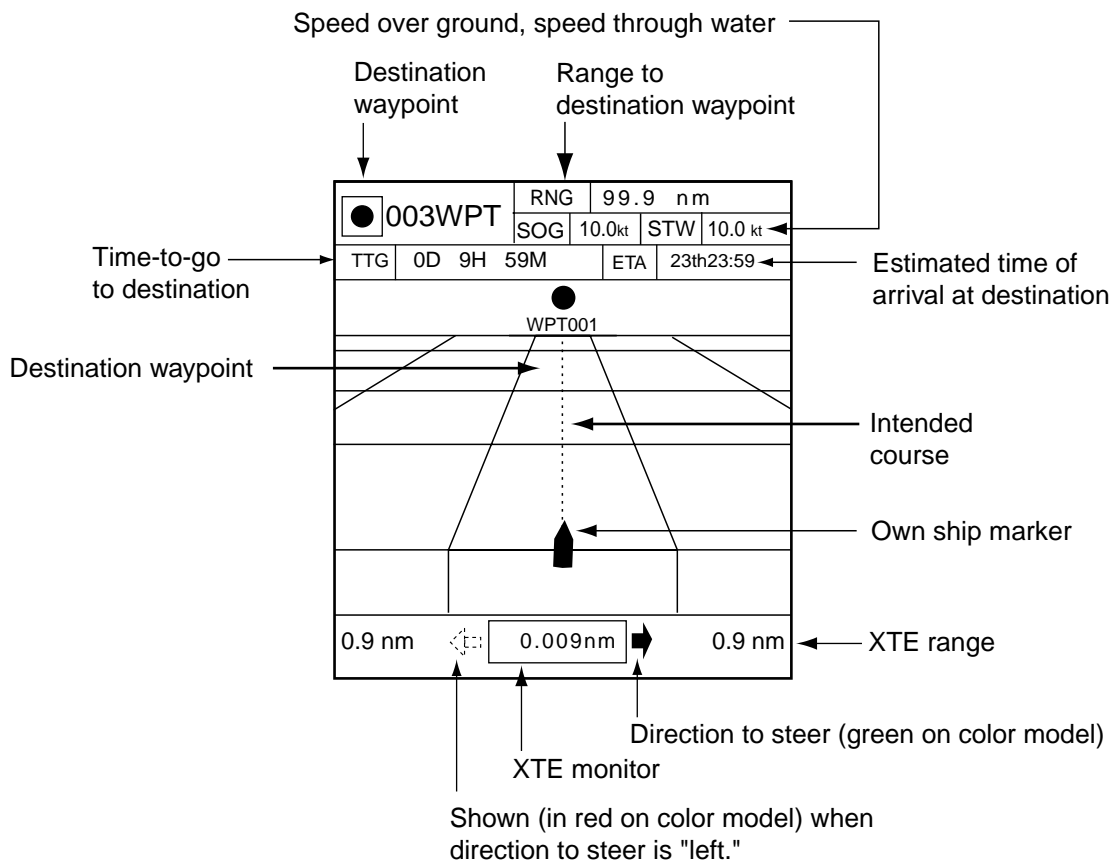 Speed over ground, speed through water
Destination
waypoint
Range to
destination waypoint
003WPT
RNG 99.9 nm
SOG 10.0kt STW 10.0 kt
TTG 0D 9H 59M ETA 23th23:59
Time-to-go
to destination
Estimated time of
arrival at destination
WPT001
Destination waypoint
Intended
course
Own ship marker
0.9 nm 0.009nm 0.9 nm
XTE range
Direction to steer (green on color model)
XTE monitor
Shown (in red on color model) when
direction to steer is "left."